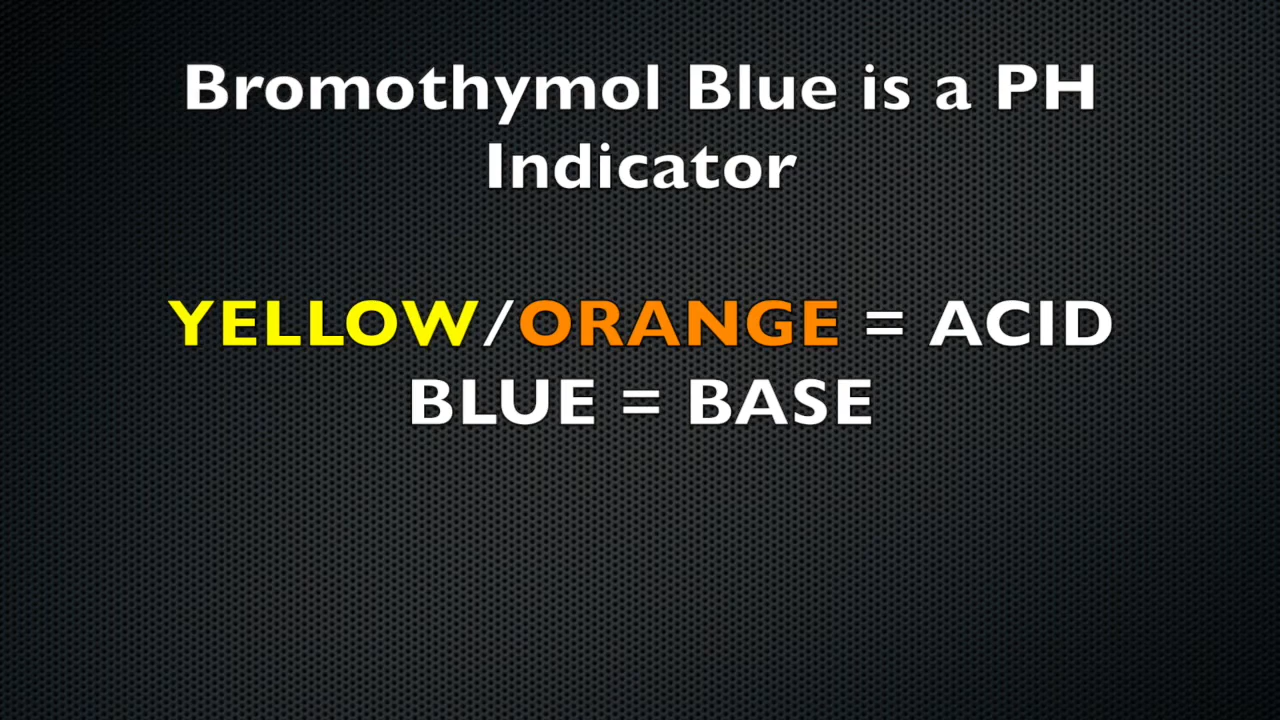 Bromothymol Blue is a PH
Indicator
YELLOW/ORANGE = ACID
BLUE = BASE